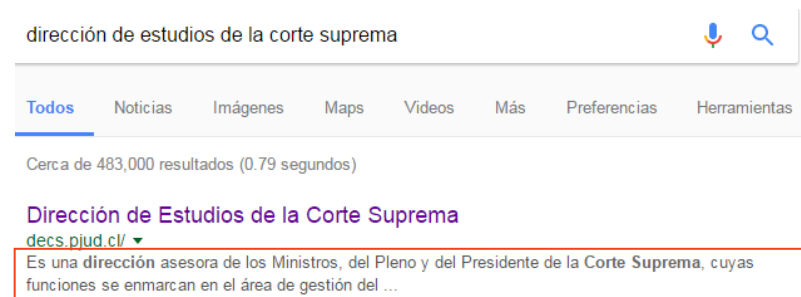 dirección de estudios de la corte suprema
Todos Noticias Imágenes Maps Videos Más Preferencias Herramientas
Cerca de 483,000 resultados (0.79 segundos)
Dirección de Estudios de la Corte Suprema
decs.pjud.cl/
Es una dirección asesora de los Ministros, del Pleno y del Presidente de la Corte Suprema, cuyas
funciones se enmarcan en el área de gestión del ...